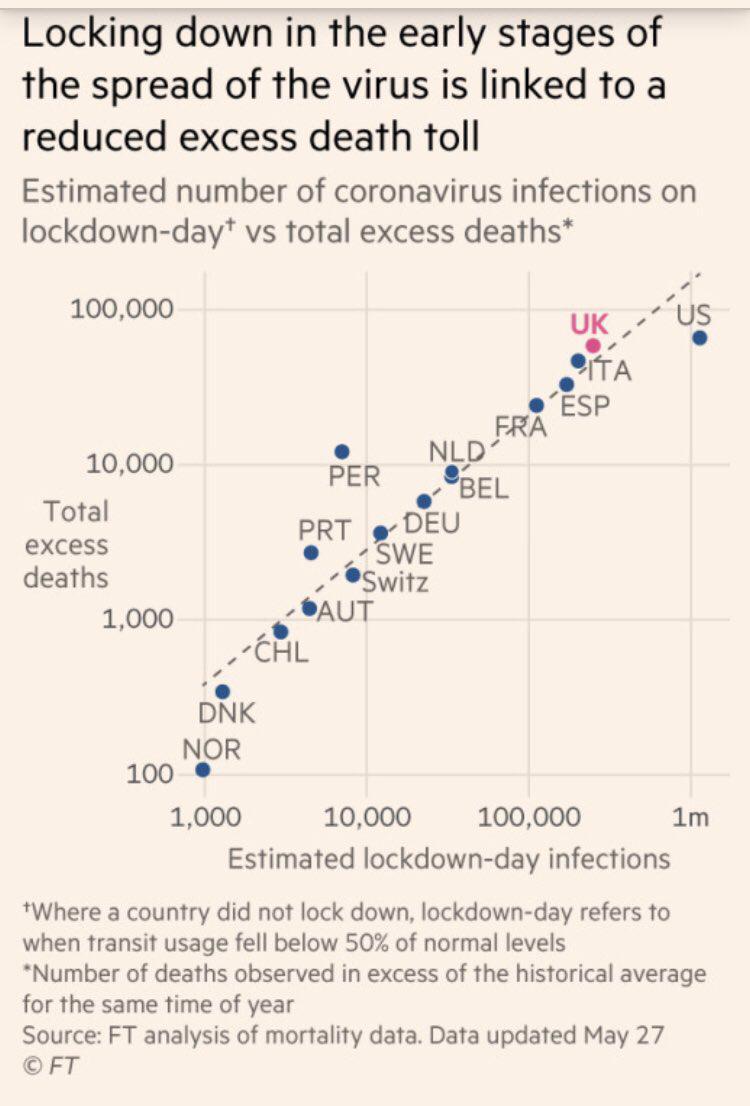 Locking down in the early stages of
the spread of the virus is linked to a
reduced excess death toll
Estimated number of coronavirus infections on
lockdown-day† vs total excess deaths*
100,000
UK
US
ITA
ESP
FRA
10,000
NLD
PER
BEL
Total
excess
deaths
PRT
DEU
SWE
Switz
1,000
AUT
CHL
DNK
NOR
100
1,000
10,000
100,000
1m
Estimated lockdown-day infections
†Where a country did not lock down, lockdown-day refers to
when transit usage fell below 50% of normal levels
*Number of deaths observed in excess of the historical average
for the same time of year
Source: FT analysis of mortality data. Data updated May 27
© FT